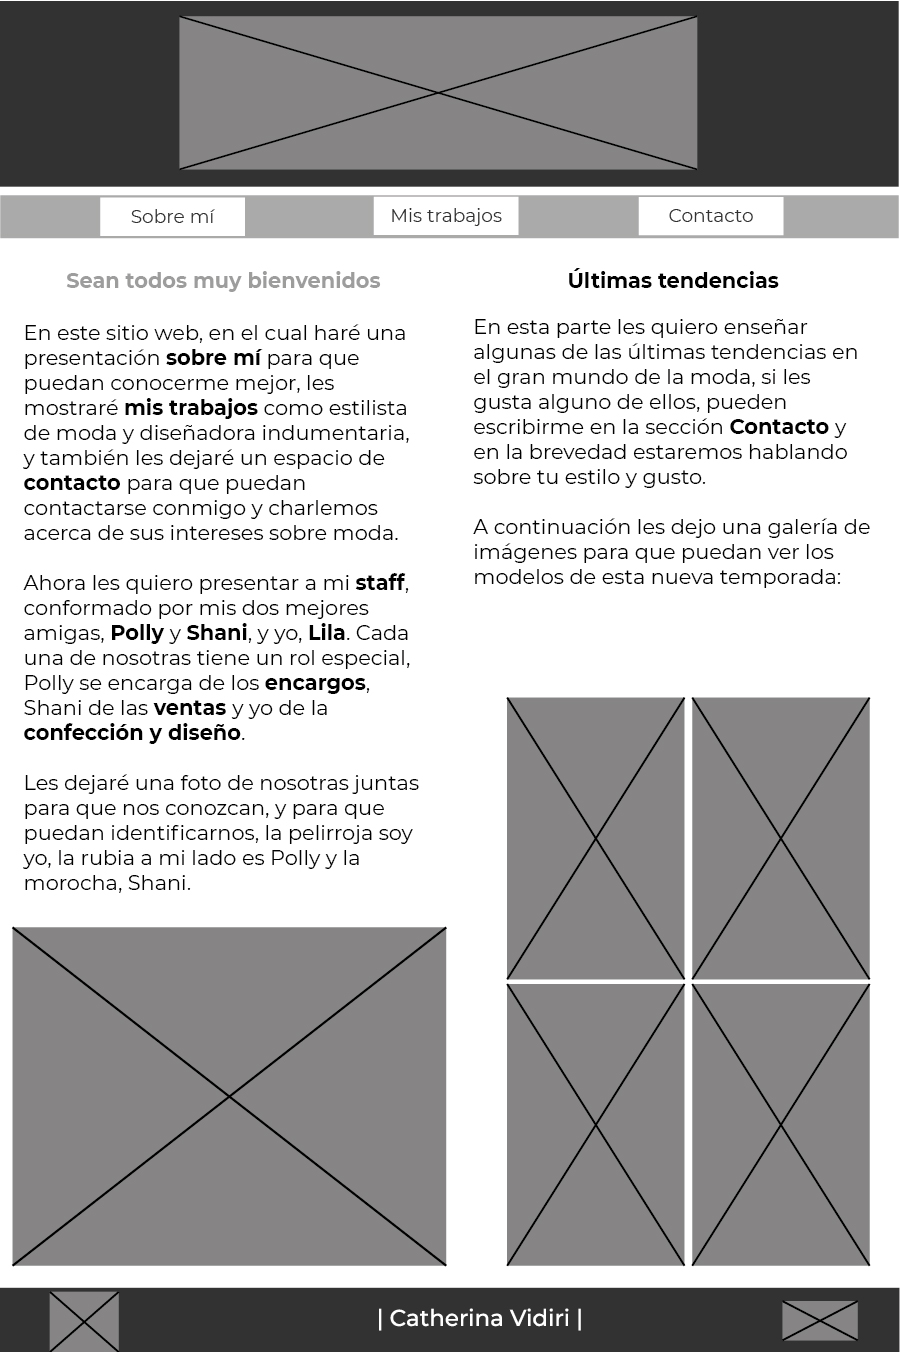 Sobre mí
Mis trabajos
Contacto
Sean todos muy bienvenidos
En este sitio web, en el cual haré una
presentación sobre mí para que
puedan conocerme mejor, les
mostraré mis trabajos como estilista
de moda y diseñadora indumentaria,
y también les dejaré un espacio de
contacto para que puedan
contactarse conmigo y charlemos
acerca de sus intereses sobre moda.
Ahora les quiero presentar a mi staff,
conformado por mis dos mejores
amigas, Polly y Shani, y yo, Lila. Cada
una de nosotras tiene un rol especial,
Polly se encarga de los encargos,
Shani de las ventas y yo de la
confección y diseño.
Les dejaré una foto de nosotras juntas
para que nos conozcan, y para que
puedan identificarnos, la pelirroja soy
yo, la rubia a mi lado es Polly y la
morocha, Shani.
Últimas tendencias
En esta parte les quiero enseñar
algunas de las últimas tendencias en
el gran mundo de la moda, si les
gusta alguno de ellos, pueden
escribirme en la sección Contacto y
en la brevedad estaremos hablando
sobre tu estilo y gusto.
A continuación les dejo una galería de
imágenes para que puedan ver los
modelos de esta nueva temporada:
| Catherina Vidiri |